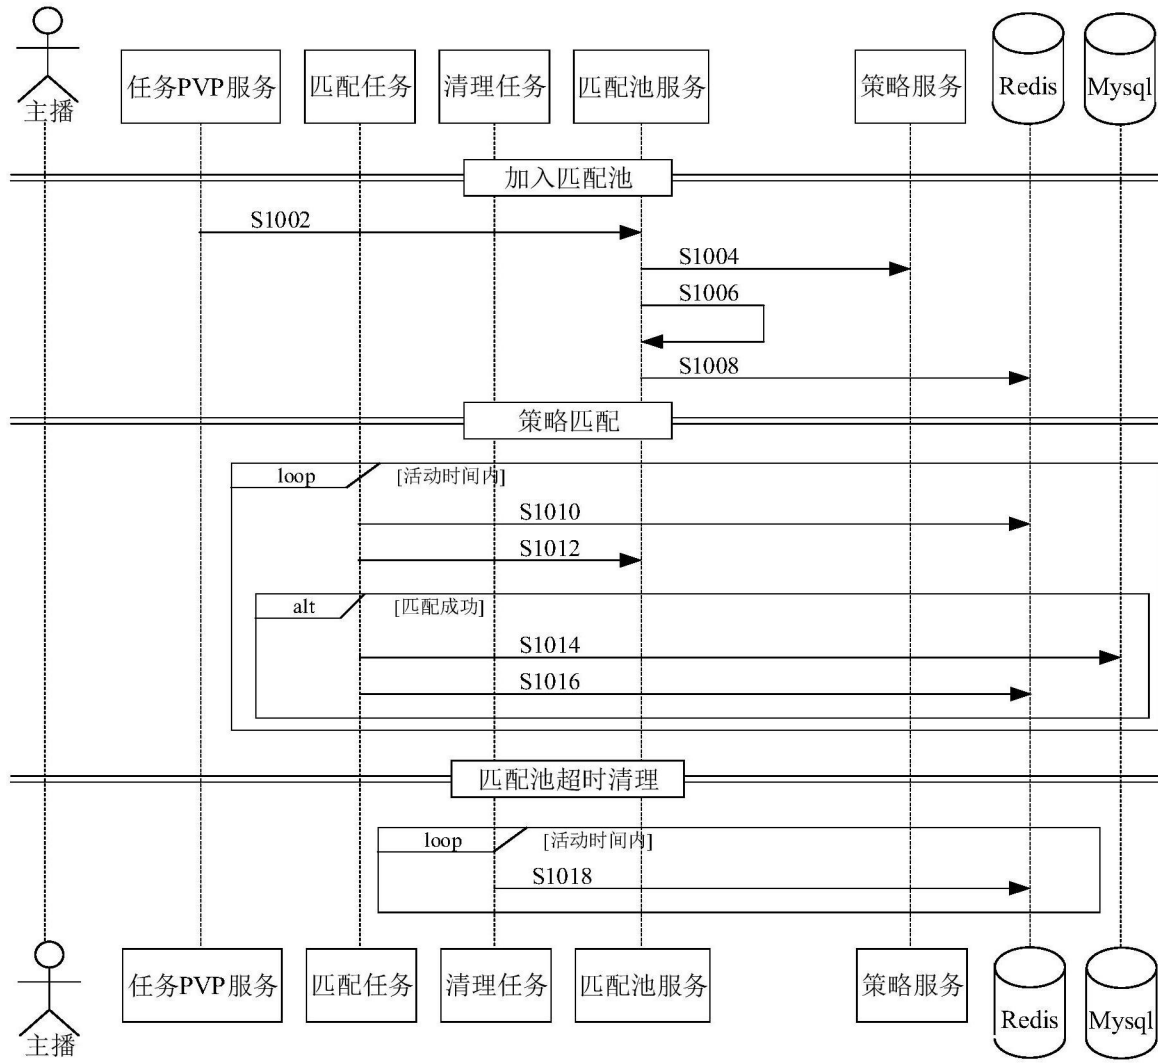 主播
任务PVP服务
匹配任务
清理任务
匹配池服务
策略服务
Redis
Mysql
加入匹配池
S1002
S1004
S1006
S1008
策略匹配
loop
[活动时间内]
S1010
S1012
alt
[匹配成功]
S1014
S1016
匹配池超时清理
loop
[活动时间内]
S1018
主播
任务PVP服务
匹配任务
清理任务
匹配池服务
策略服务
Redis
Mysql